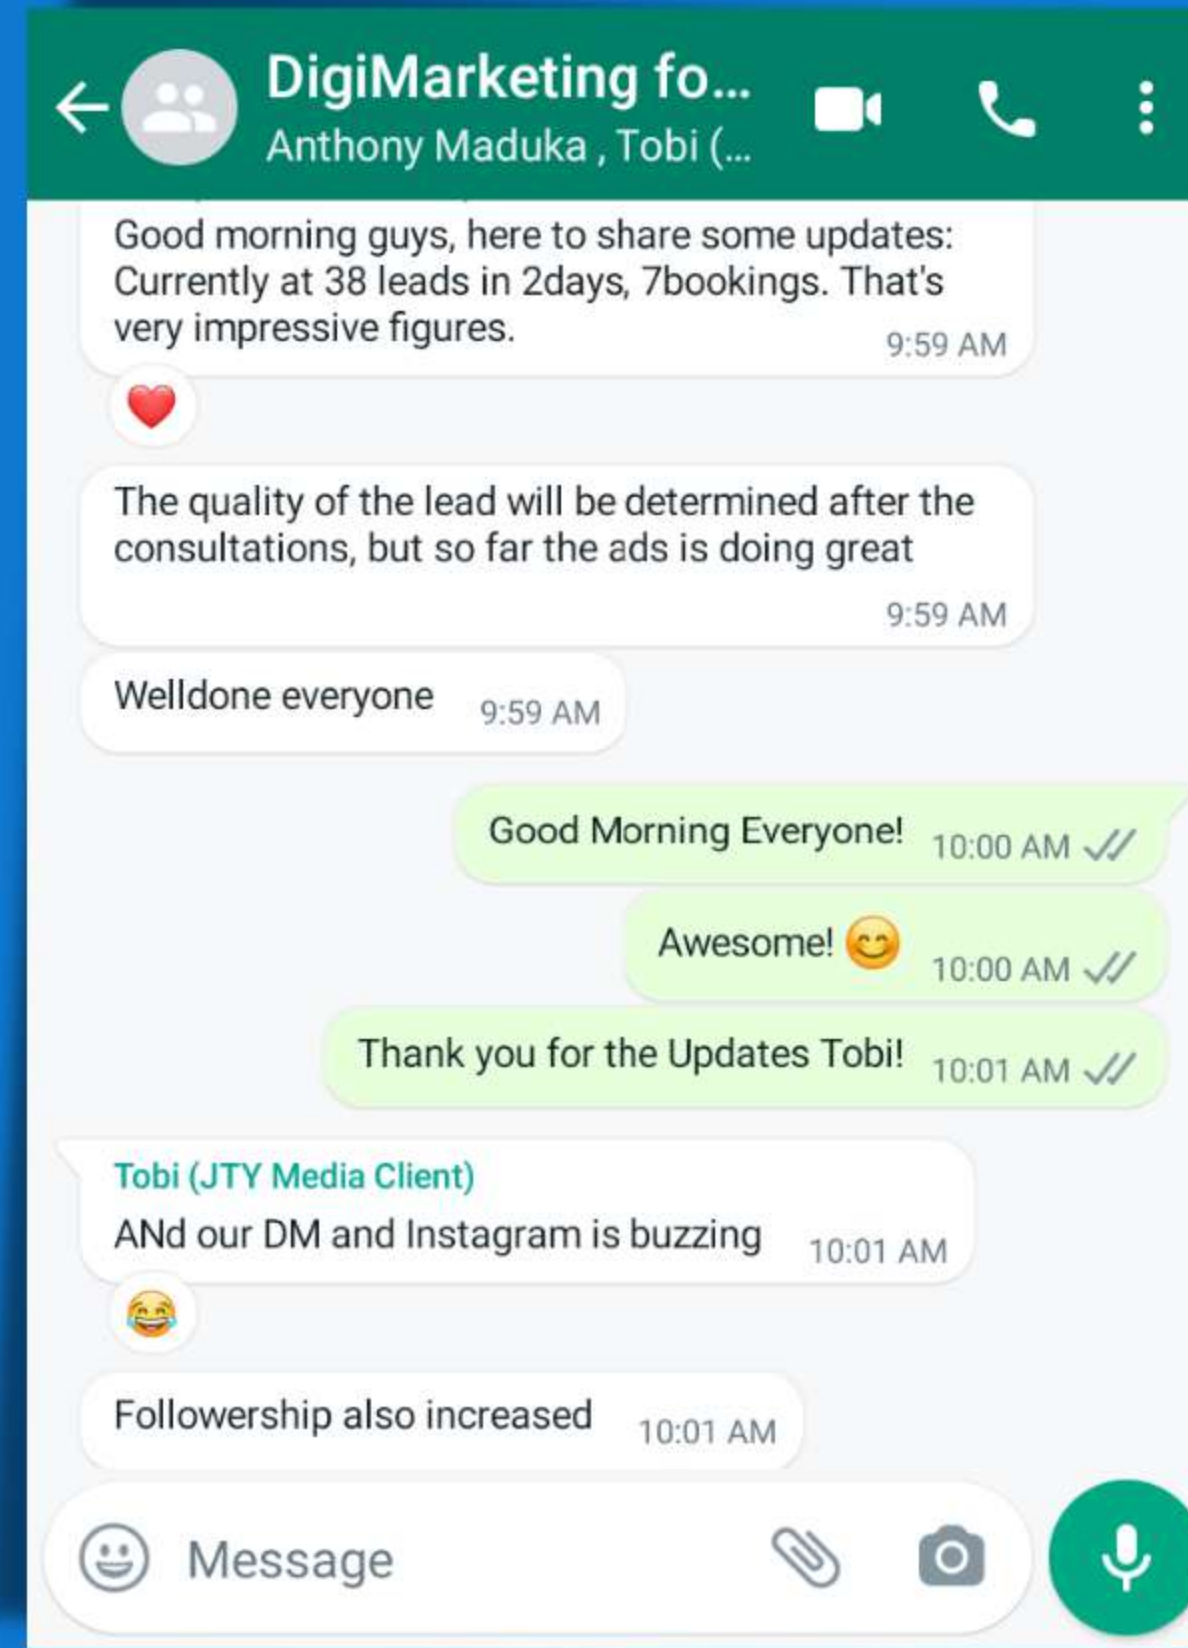 DigiMarketing fo...
Anthony Maduka , Tobi (...
Good morning guys, here to share some updates:
Currently at 38 leads in 2days, 7bookings. That's
very impressive figures.
9:59 AM
The quality of the lead will be determined after the
consultations, but so far the ads is doing great
9:59 AM
Welldone everyone 9:59 AM
Good Morning Everyone! 10:00 AM
Awesome! 😊 10:00 AM
Thank you for the Updates Tobi! 10:01 AM
Tobi (JTY Media Client)
ANd our DM and Instagram is buzzing 10:01 AM
Followership also increased 10:01 AM
Message